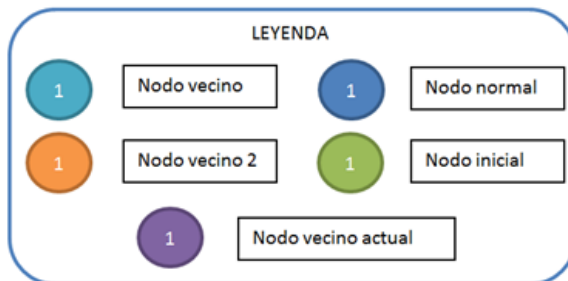 LEYENDA
1 Nodo vecino 1 Nodo normal
1 Nodo vecino 2 1 Nodo inicial
1 Nodo vecino actual